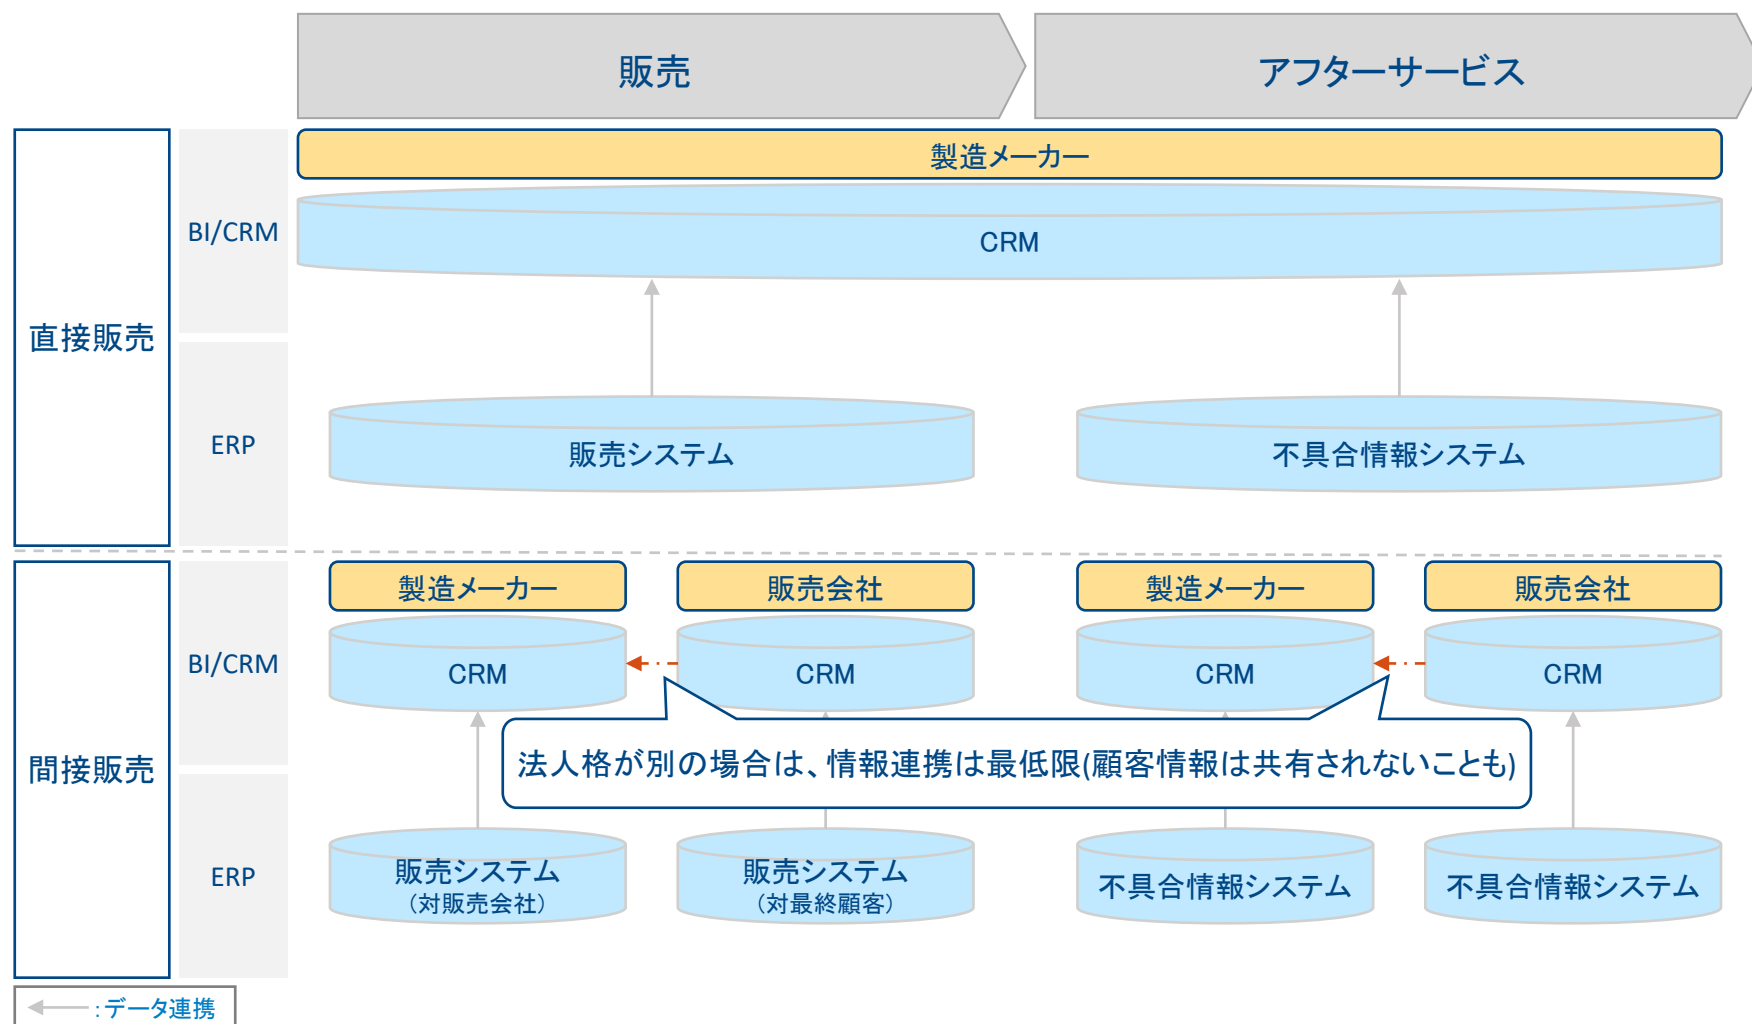 販売
アフターサービス
直接販売
BI/CRM
製造メーカー
CRM
ERP
販売システム
不具合情報システム
間接販売
BI/CRM
製造メーカー
販売会社
製造メーカー
販売会社
CRM
CRM
CRM
CRM
法人格が別の場合は、情報連携は最低限(顧客情報は共有されないことも)
ERP
販売システム
(対販売会社)
販売システム
(対最終顧客)
不具合情報システム
不具合情報システム
:データ連携